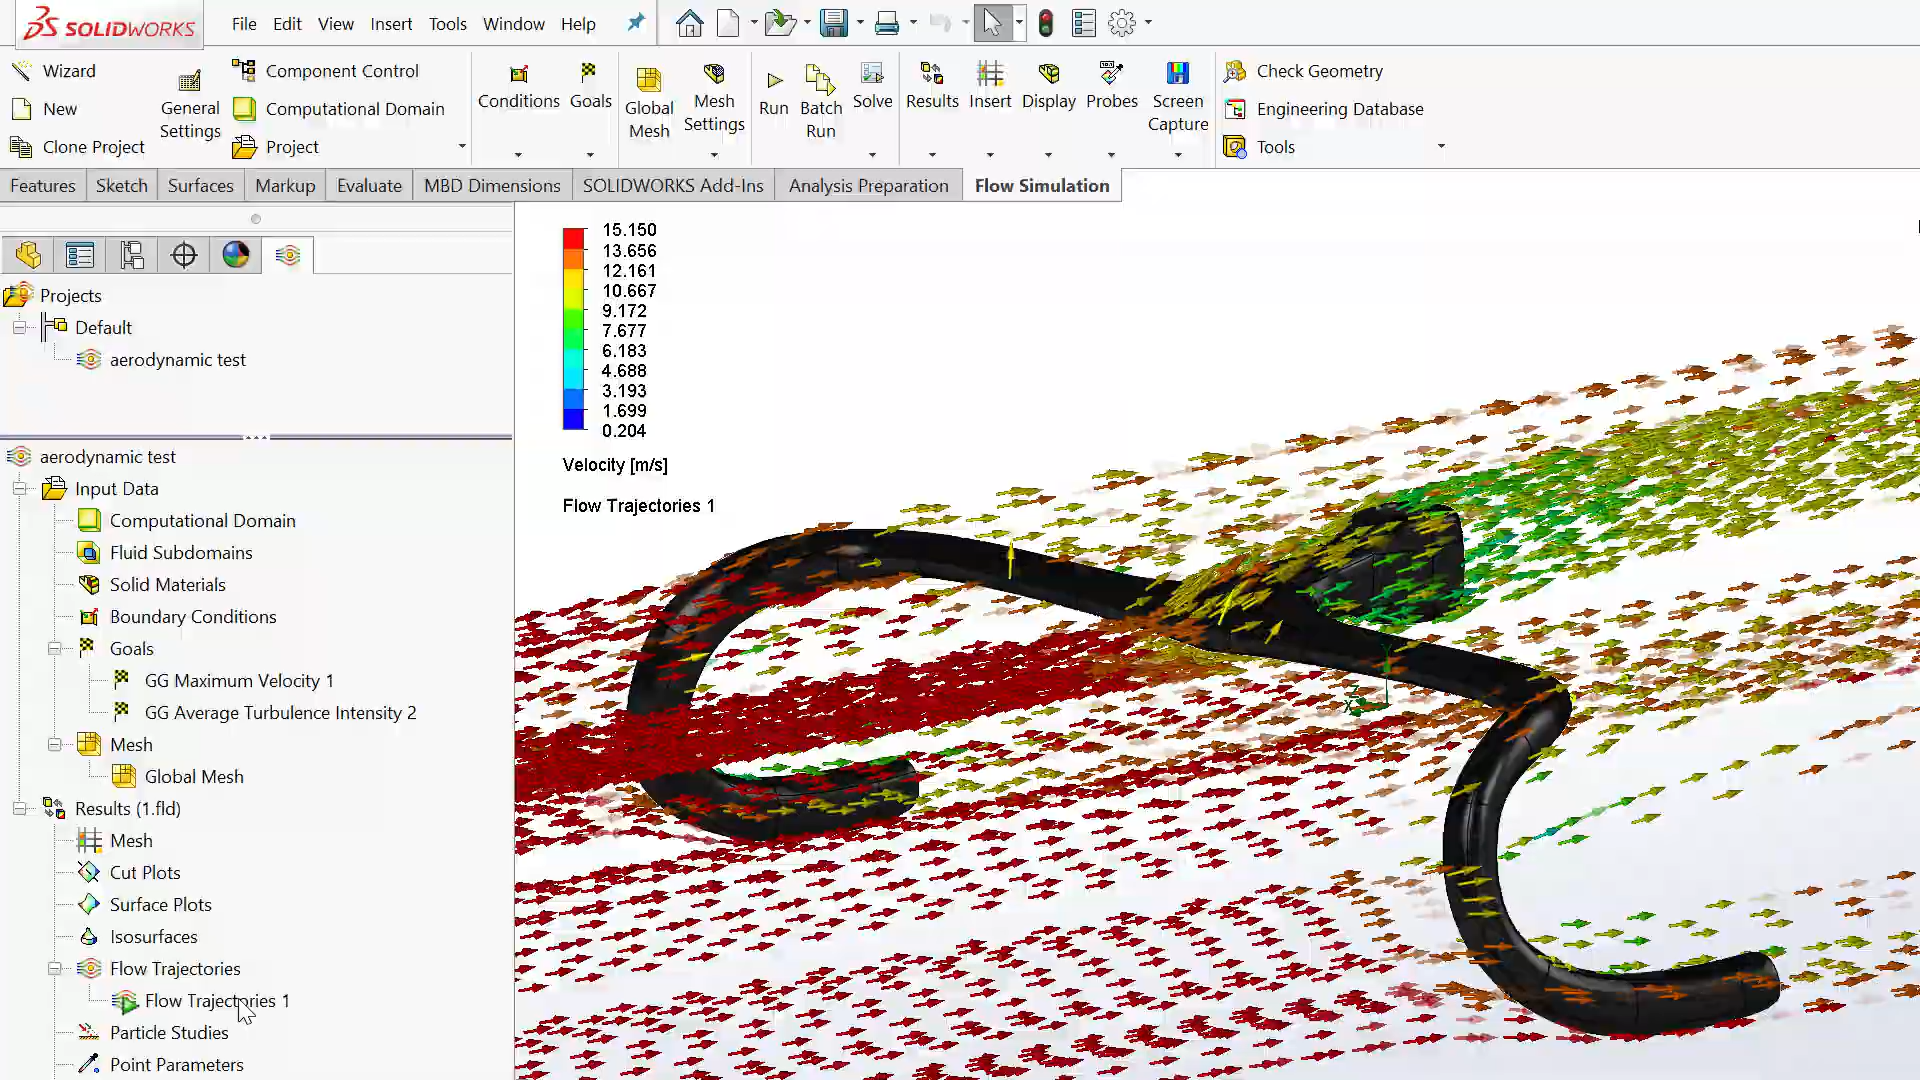 SOLIDWORKS
File Edit View Insert Tools Window Help
Wizard
New
Clone Project
General Settings
Component Control
Computational Domain
Project
Conditions
Goals
Global Mesh
Mesh Settings
Run
Batch Run
Solve
Results
Insert
Display
Probes
Screen Capture
Check Geometry
Engineering Database
Tools
Features Sketch Surfaces Markup Evaluate MBD Dimensions SOLIDWORKS Add-Ins Analysis Preparation Flow Simulation
Projects
Default
aerodynamic test
aerodynamic test
Input Data
Computational Domain
Fluid Subdomains
Solid Materials
Boundary Conditions
Goals
GG Maximum Velocity 1
GG Average Turbulence Intensity 2
Mesh
Global Mesh
Results (1.fld)
Mesh
Cut Plots
Surface Plots
Isosurfaces
Flow Trajectories
Flow Trajectories 1
Particle Studies
Point Parameters
15.150
13.656
12.161
10.667
9.172
7.677
6.183
4.688
3.193
1.699
0.204
Velocity [m/s]
Flow Trajectories 1